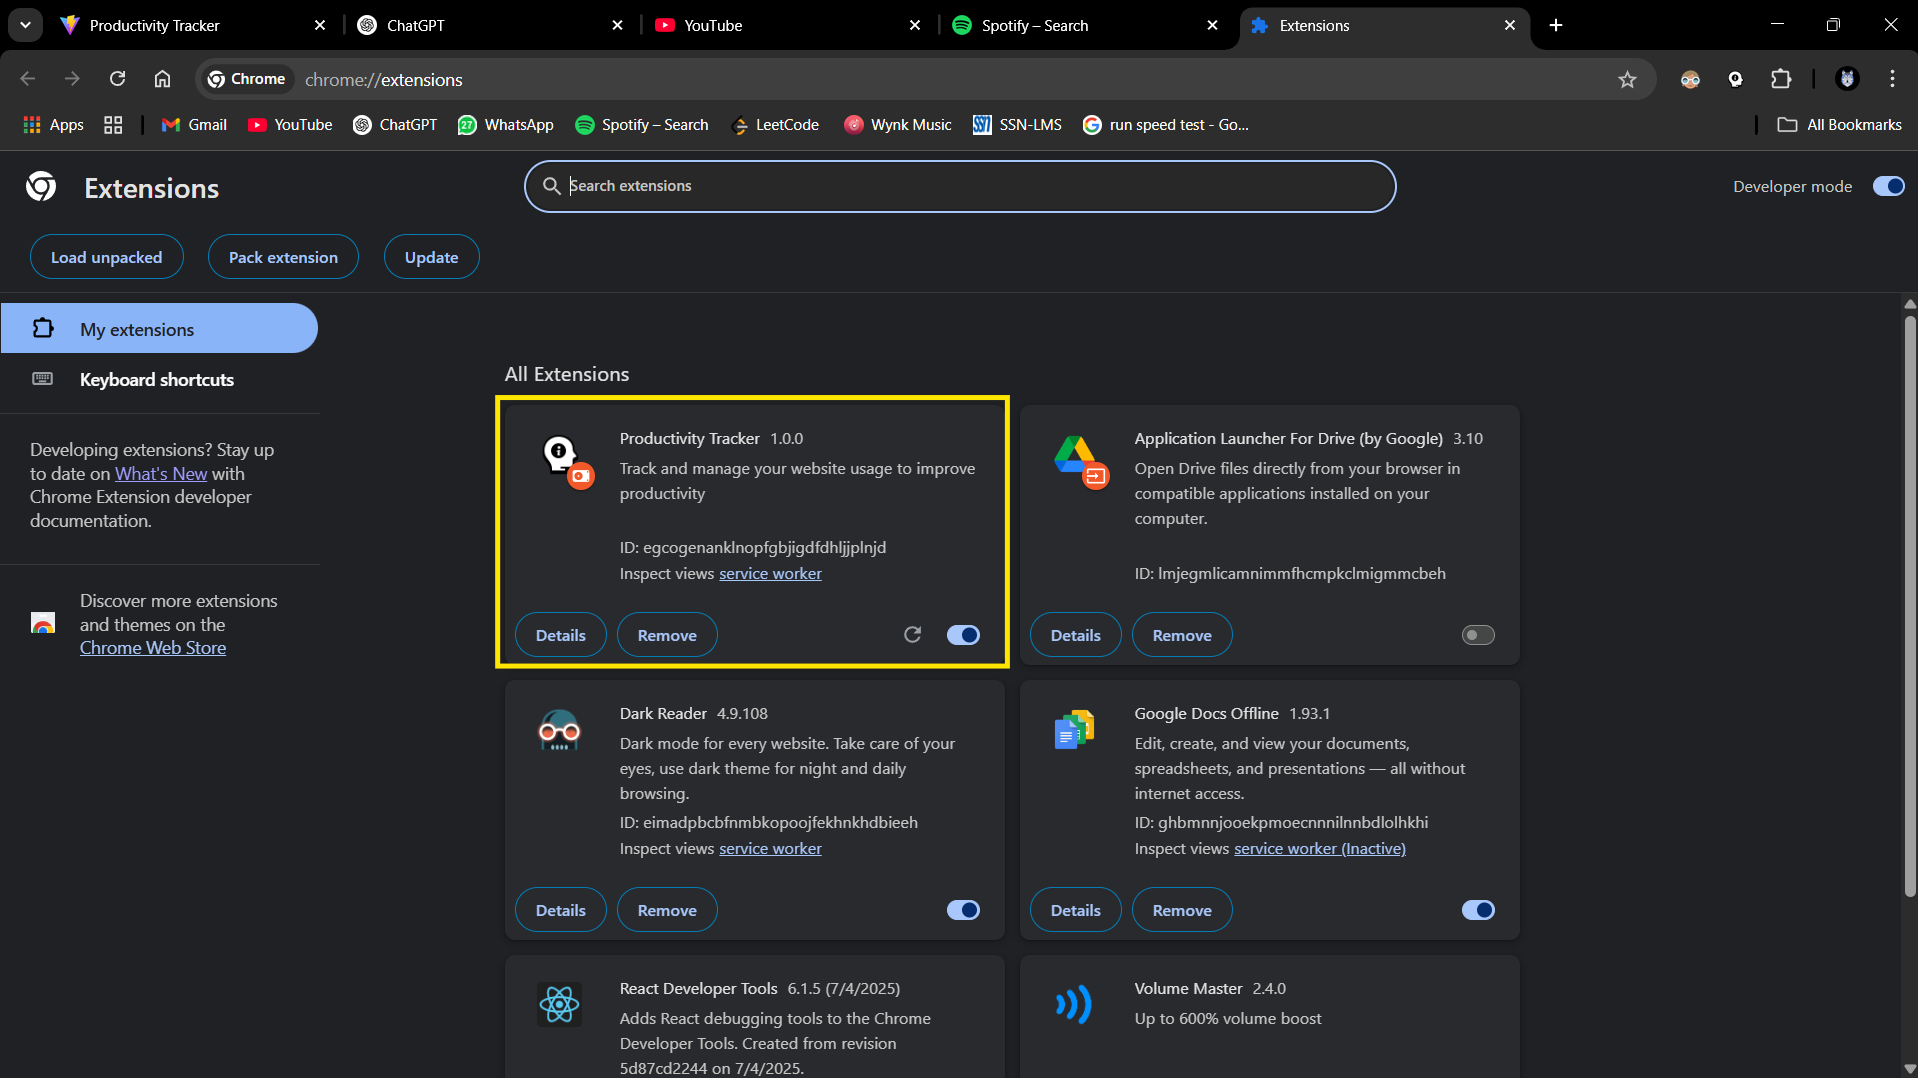 Productivity Tracker
ChatGPT
YouTube
Spotify – Search
Extensions
Chrome
chrome://extensions
Apps
Gmail
YouTube
ChatGPT
27
WhatsApp
Spotify – Search
LeetCode
Wynk Music
SSN
SSN-LMS
run speed test - Go...
All Bookmarks
Extensions
Search extensions
Developer mode
Load unpacked
Pack extension
Update
My extensions
Keyboard shortcuts
Developing extensions? Stay up
to date on What's New with
Chrome Extension developer
documentation.
Discover more extensions
and themes on the
Chrome Web Store
All Extensions
Productivity Tracker 1.0.0
Track and manage your website usage to improve
productivity
ID: egcogenanklnopfgbjigdfdhljjplnjd
Inspect views service worker
Details
Remove
Application Launcher For Drive (by Google) 3.10
Open Drive files directly from your browser in
compatible applications installed on your
computer.
ID: lmjegmlicamnimmfhcmpkclmigmmcbeh
Details
Remove
Dark Reader 4.9.108
Dark mode for every website. Take care of your
eyes, use dark theme for night and daily
browsing.
ID: eimadpbcbfnmbkopoojfekhnkhdbieeh
Inspect views service worker
Details
Remove
Google Docs Offline 1.93.1
Edit, create, and view your documents,
spreadsheets, and presentations — all without
internet access.
ID: ghbmnnjooekpmoecnnnilnnbdlolhkhi
Inspect views service worker (Inactive)
Details
Remove
React Developer Tools 6.1.5 (7/4/2025)
Adds React debugging tools to the Chrome
Developer Tools. Created from revision
5d87cd2244 on 7/4/2025.
Volume Master 2.4.0
Up to 600% volume boost